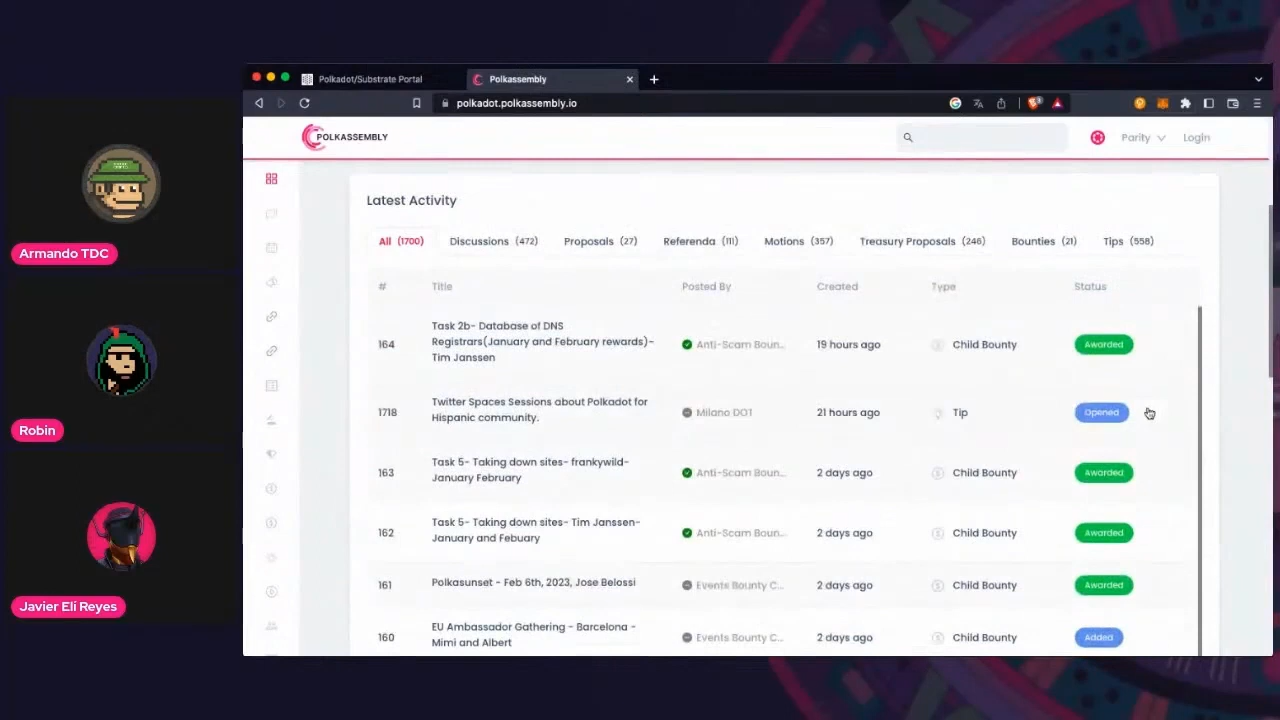 Polkadot/Substrate Portal
Polkassembly
polkadot.polkassembly.io
POLKASSEMBLY
Parity
Login
Latest Activity
All (1700)
Discussions (472)
Proposals (27)
Referenda (111)
Motions (357)
Treasury Proposals (246)
Bounties (21)
Tips (558)
#
Title
Posted By
Created
Type
Status
164
Task 2b- Database of DNS
Registrars(January and February rewards)-
Tim Janssen
Anti-Scam Boun...
19 hours ago
Child Bounty
Awarded
1718
Twitter Spaces Sessions about Polkadot for
Hispanic community.
Milano DOT
21 hours ago
Tip
Opened
163
Task 5- Taking down sites- frankywild-
January February
Anti-Scam Boun...
2 days ago
Child Bounty
Awarded
162
Task 5- Taking down sites- Tim Janssen-
January and Febuary
Anti-Scam Boun...
2 days ago
Child Bounty
Awarded
161
Polkasunset - Feb 6th, 2023, Jose Belossi
Events Bounty C...
2 days ago
Child Bounty
Awarded
160
EU Ambassador Gathering - Barcelona -
Mimi and Albert
Events Bounty C...
2 days ago
Child Bounty
Added
Armando TDC
Robin
Javier Elí Reyes